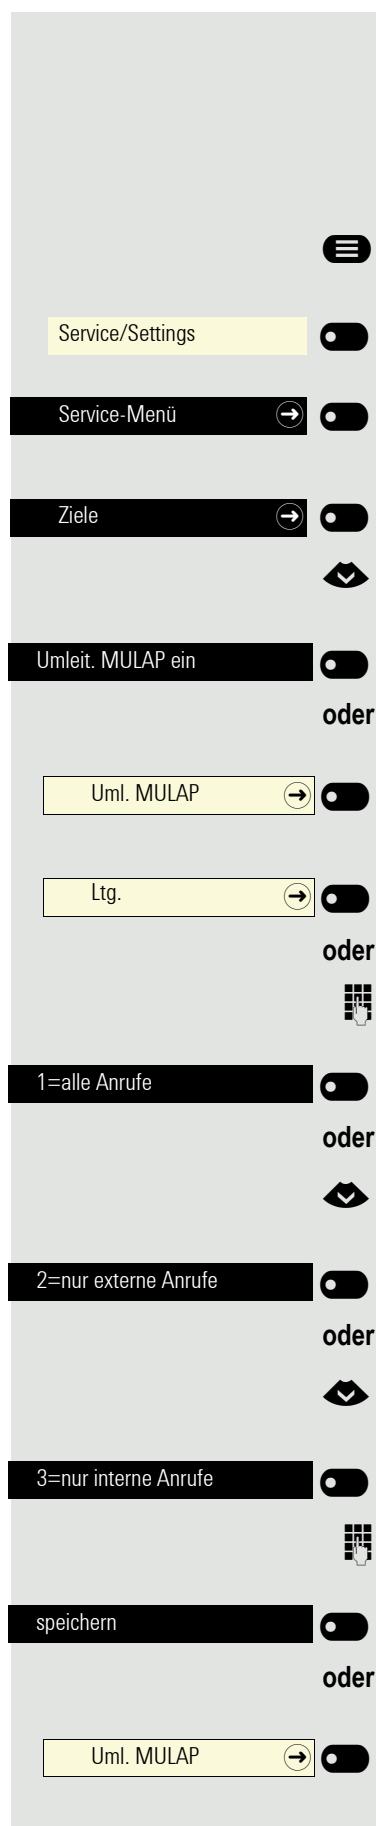 Service/Settings
Service-Menü
Ziele
Umleit. MULAP ein
oder
Uml. MULAP
Ltg.
oder
1=alle Anrufe
oder
2=nur externe Anrufe
oder
3=nur interne Anrufe
speichern
oder
Uml. MULAP